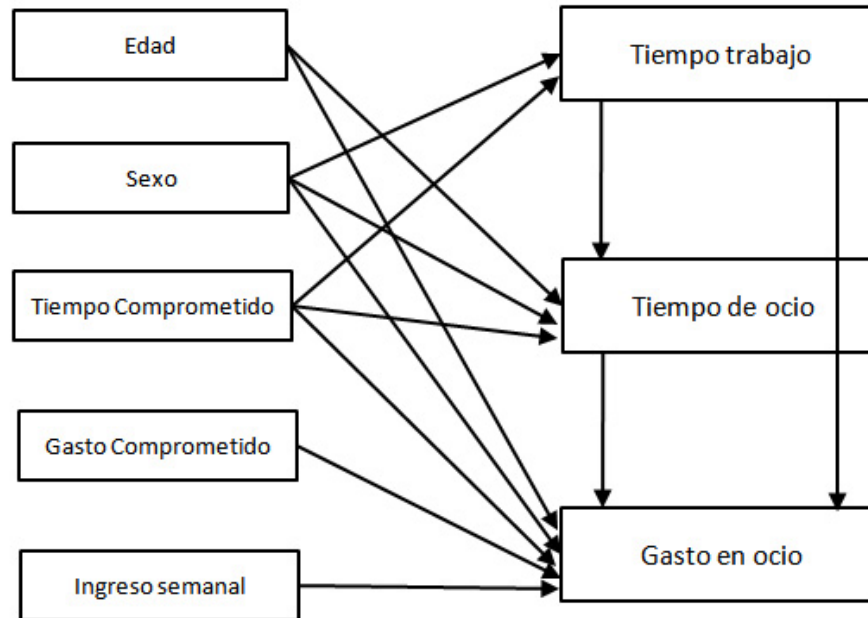 Edad
Sexo
Tiempo Comprometido
Gasto Comprometido
Ingreso semanal
Tiempo trabajo
Tiempo de ocio
Gasto en ocio